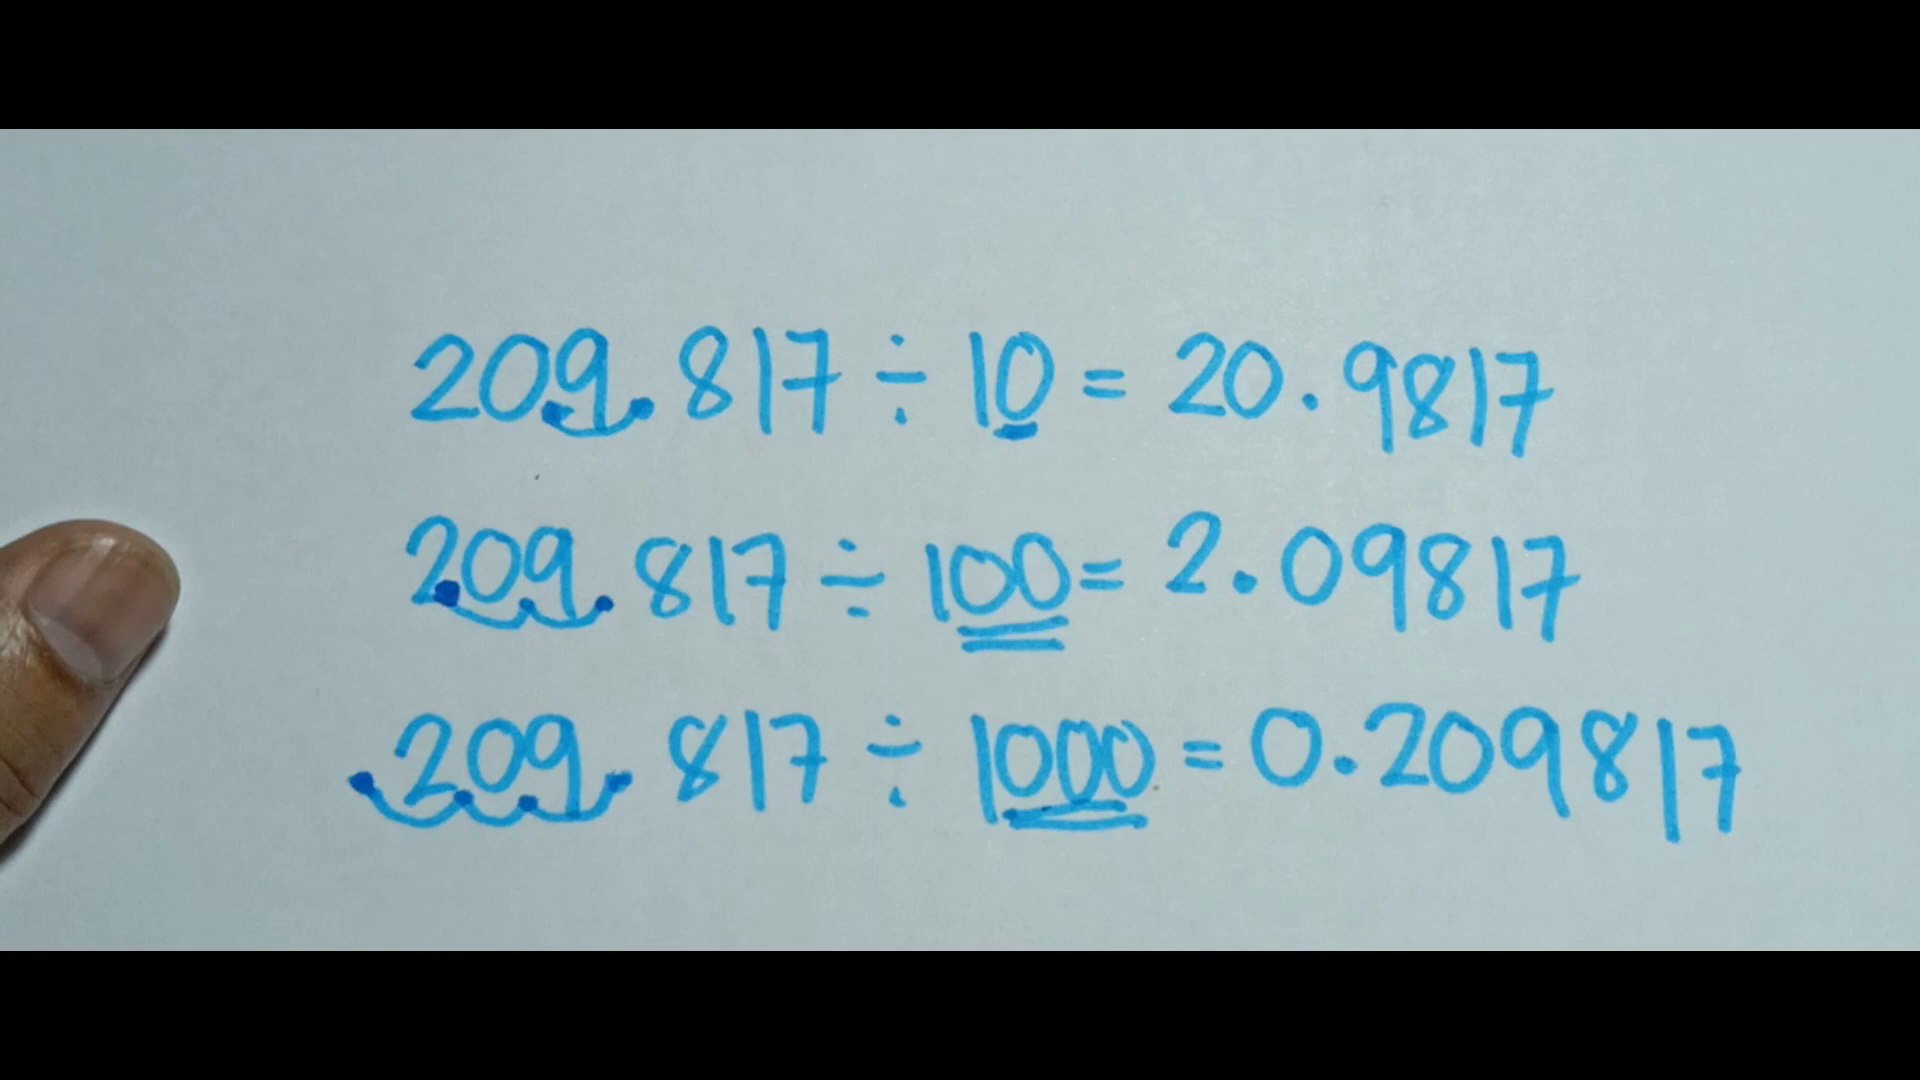 209.817 ÷ 10 = 20.9817
209.817 ÷ 100 = 2.09817
209.817 ÷ 1000 = 0.209817